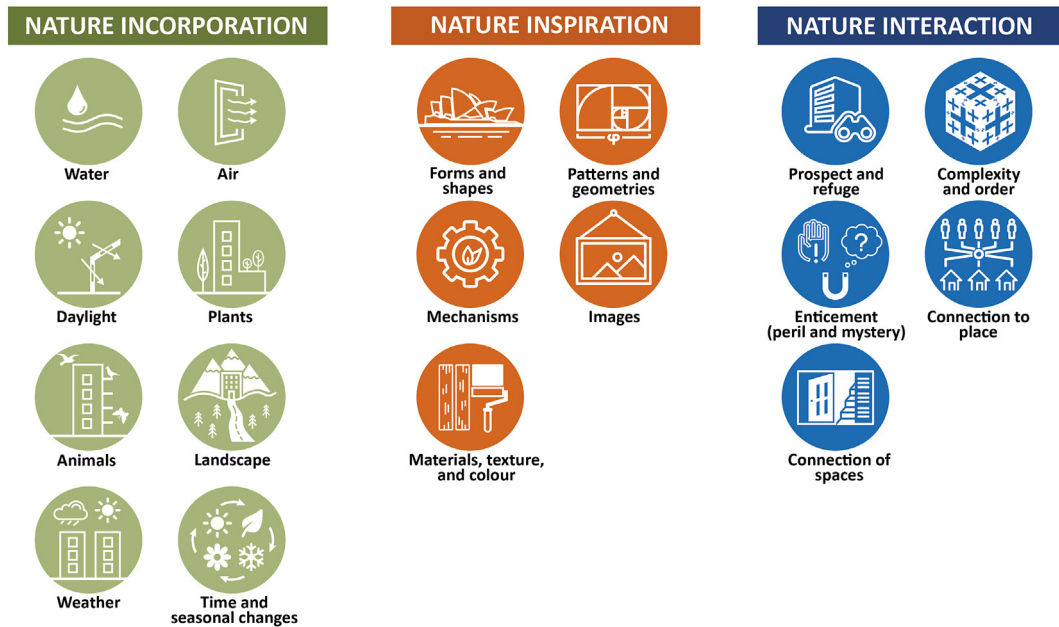 NATURE INCORPORATION
Water
Air
Daylight
Plants
Animals
Landscape
Weather
Time and
seasonal changes
NATURE INSPIRATION
Forms and
shapes
φ
Patterns and
geometries
Mechanisms
Images
Materials, texture,
and colour
NATURE INTERACTION
Prospect and
refuge
Complexity
and order
!
?
Enticement
(peril and mystery)
Connection to
place
Connection of
spaces